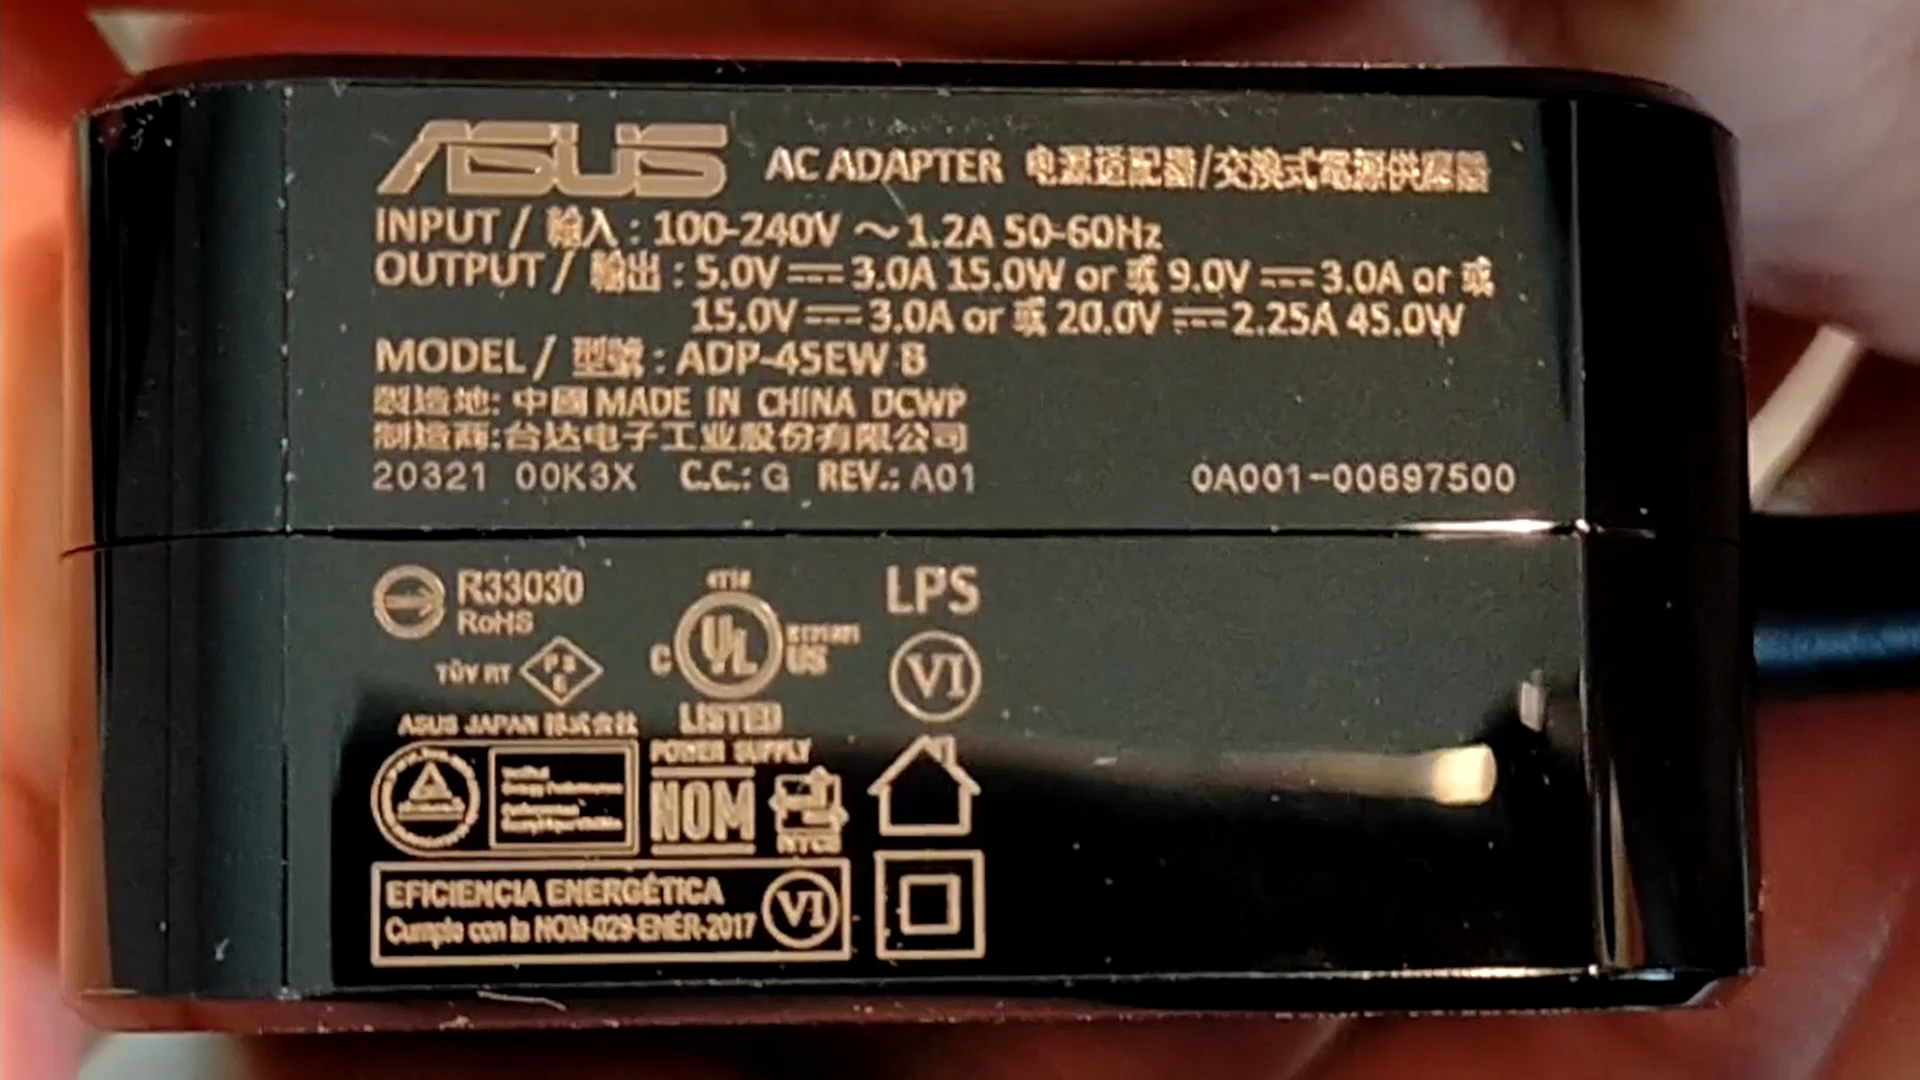 ASUS AC ADAPTER 电源适配器/交換式電源供應器
INPUT / 輸入 : 100-240V ～ 1.2A 50-60Hz
OUTPUT / 輸出 : 5.0V ⎓ 3.0A 15.0W or 或 9.0V ⎓ 3.0A or 或
15.0V ⎓ 3.0A or 或 20.0V ⎓ 2.25A 45.0W
MODEL / 型號 : ADP-45EW B
製造地: 中國 MADE IN CHINA DCWP
制造商:台达电子工业股份有限公司
20321 00K3X C.C.: G REV.: A01
0A001-00697500
R33030
RoHS
TÜV RT PS E
ASUS JAPAN 株式会社
C UL US
LISTED
POWER SUPPLY
NOM
NYCE
LPS
VI
EFICIENCIA ENERGÉTICA
Cumple con la NOM-029-ENER-2017
VI